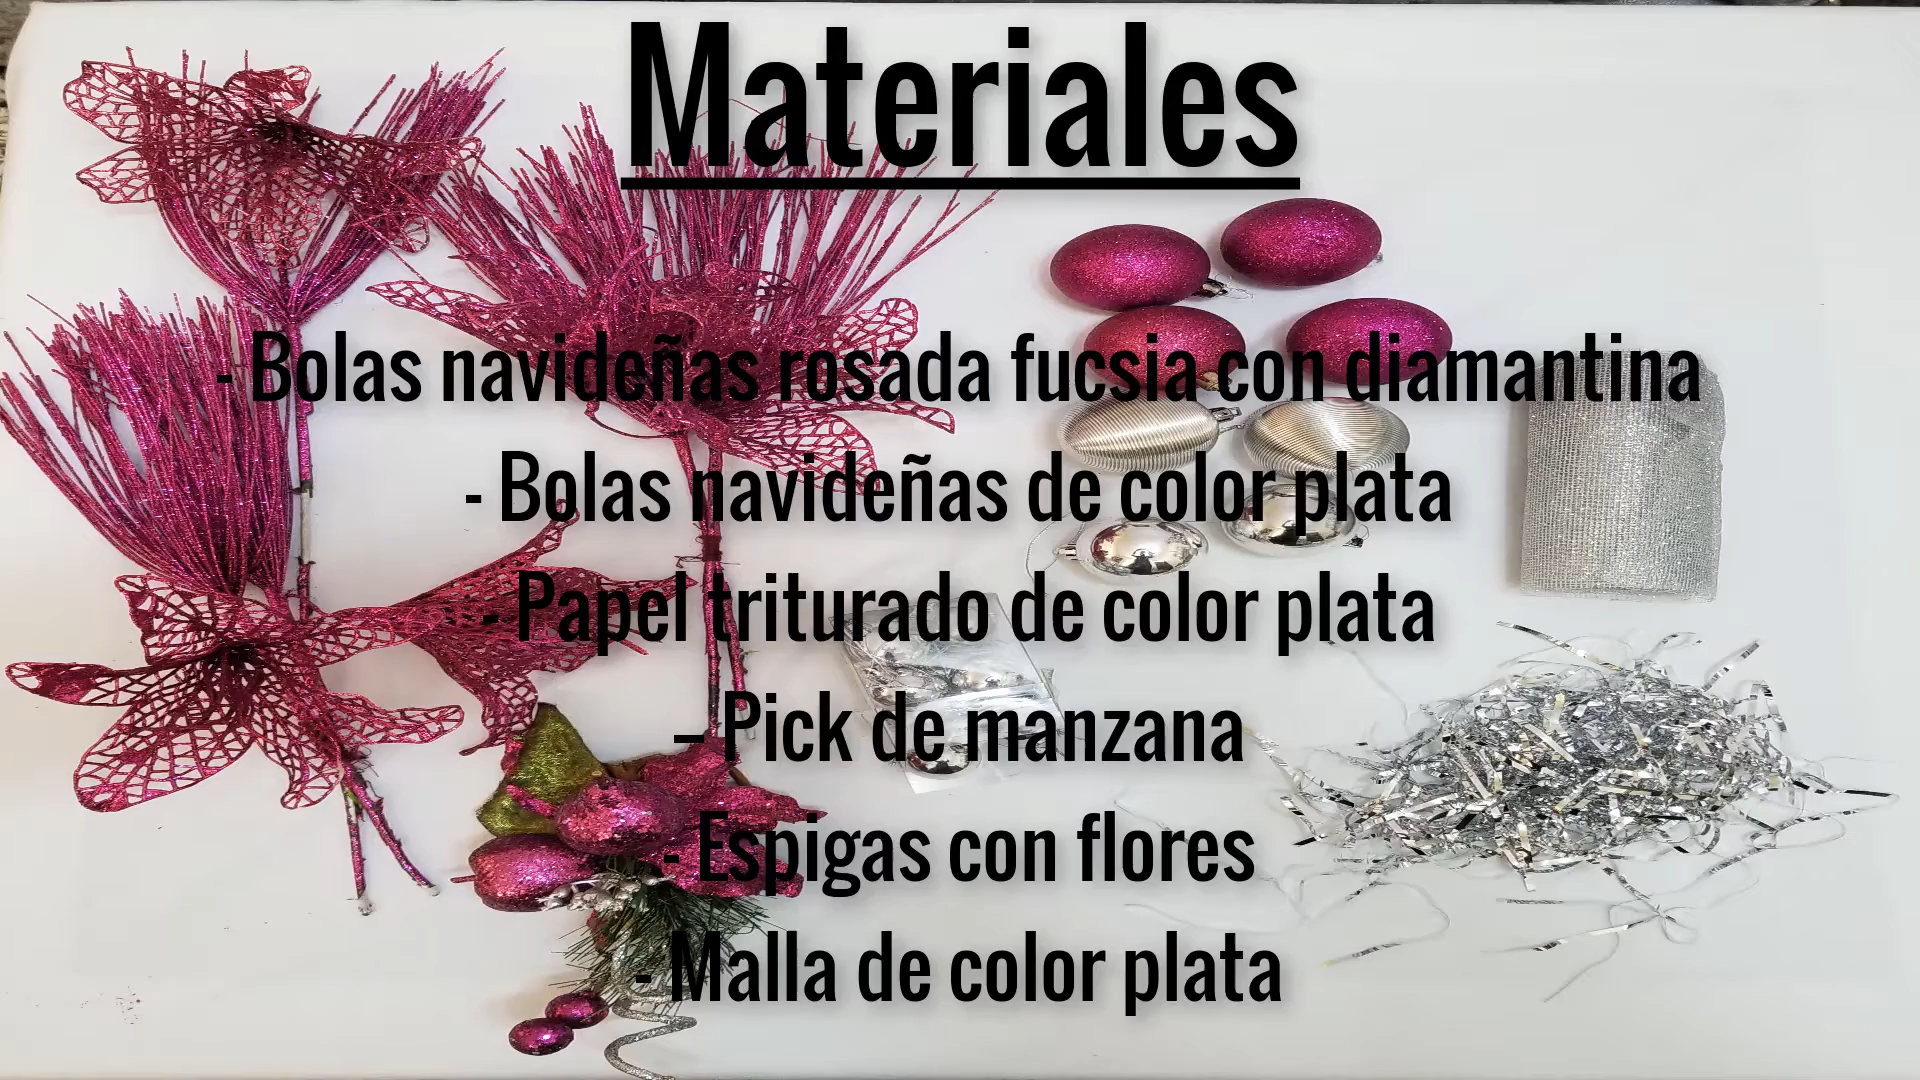 Materiales
- Bolas navideñas rosada fucsia con diamantina
- Bolas navideñas de color plata
- Papel triturado de color plata
– Pick de manzana
- Espigas con flores
- Malla de color plata